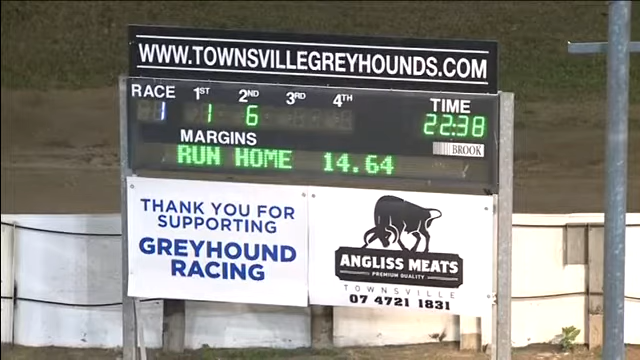 WWW.TOWNSVILLEGREYHOUNDS.COM
RACE 1ST 2ND 3RD 4TH TIME
1 1 6 22:38
MARGINS
BROOK
RUN HOME 14.64
THANK YOU FOR
SUPPORTING
GREYHOUND
RACING
ANGLISS MEATS
PREMIUM QUALITY
TOWNSVILLE
07 4721 1831